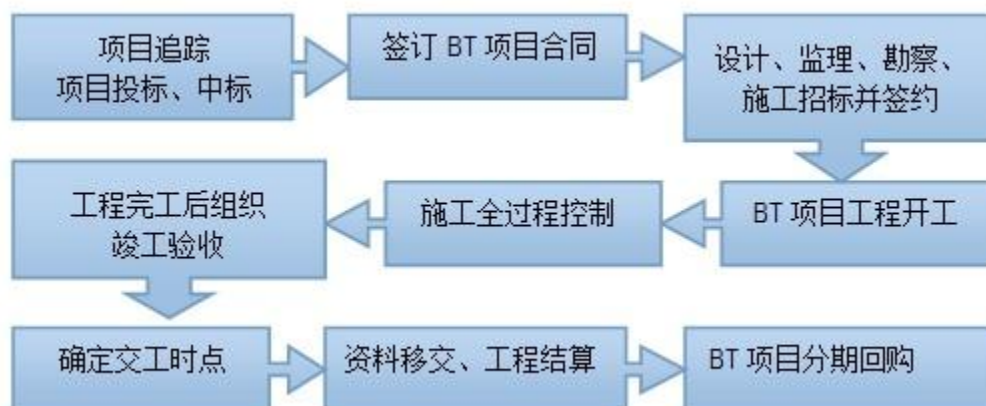 项目追踪
项目投标、中标
签订 BT 项目合同
设计、监理、勘察、
施工招标并签约
BT 项目工程开工
施工全过程控制
工程完工后组织
竣工验收
确定交工时点
资料移交、工程结算
BT 项目分期回购